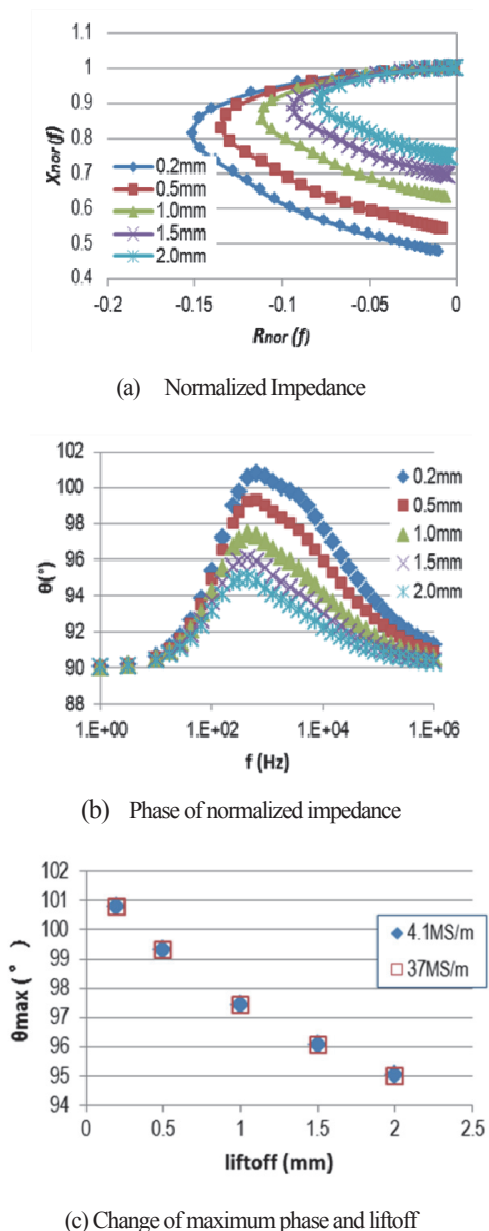 1.1
1
0.9
0.8
0.7
0.6
0.5
0.4
Xnor(f)
0.2mm
0.5mm
1.0mm
1.5mm
2.0mm
-0.2 -0.15 -0.1 -0.05 0
Rnor (f)
(a) Normalized Impedance
102
100
98
96
94
92
90
88
θ(°)
0.2mm
0.5mm
1.0mm
1.5mm
2.0mm
1.E+00 1.E+02 1.E+04 1.E+06
f (Hz)
(b) Phase of normalized impedance
102
101
100
99
98
97
96
95
94
θmax ( ° )
4.1MS/m
37MS/m
0 0.5 1 1.5 2 2.5
liftoff (mm)
(c) Change of maximum phase and liftoff